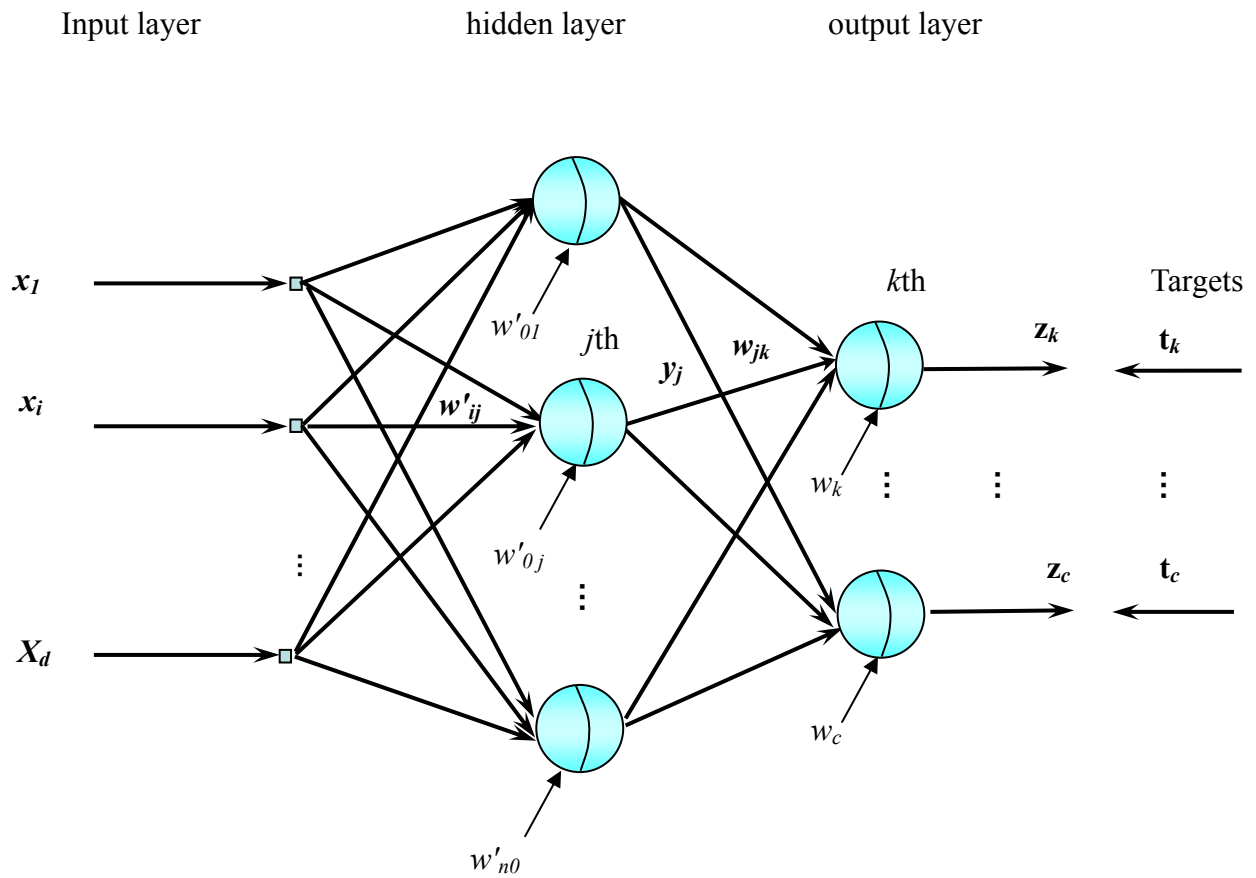 Input layer hidden layer output layer
x1
w'01
kth
Targets
jth
wjk
zk
tk
yj
xi
w'ij
wk
⋮ ⋮ ⋮
w'0j
⋮
⋮
zc
tc
Xd
wc
w'n0